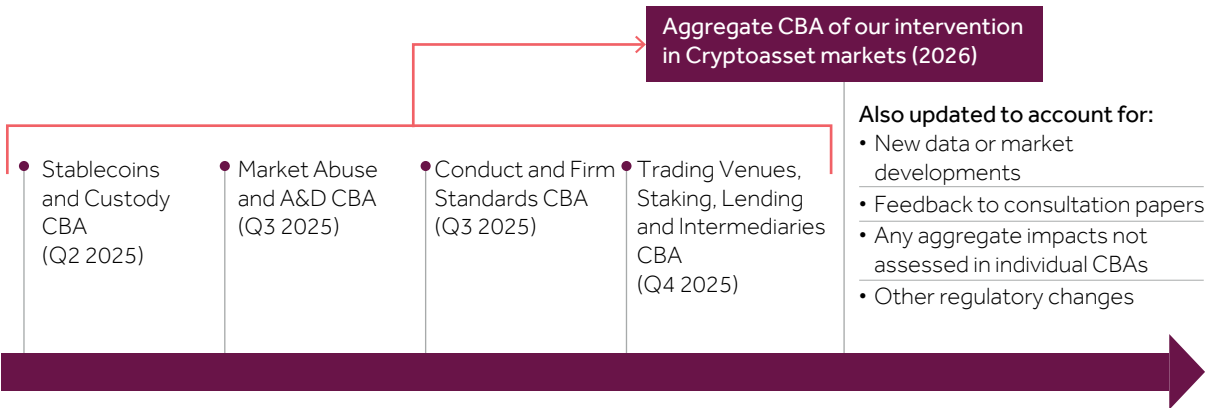 Aggregate CBA of our intervention
in Cryptoasset markets (2026)
Stablecoins
and Custody
CBA
(Q2 2025)
Market Abuse
and A&D CBA
(Q3 2025)
Conduct and Firm
Standards CBA
(Q3 2025)
Trading Venues,
Staking, Lending
and Intermediaries
CBA
(Q4 2025)
Also updated to account for:
• New data or market
developments
• Feedback to consultation papers
• Any aggregate impacts not
assessed in individual CBAs
• Other regulatory changes